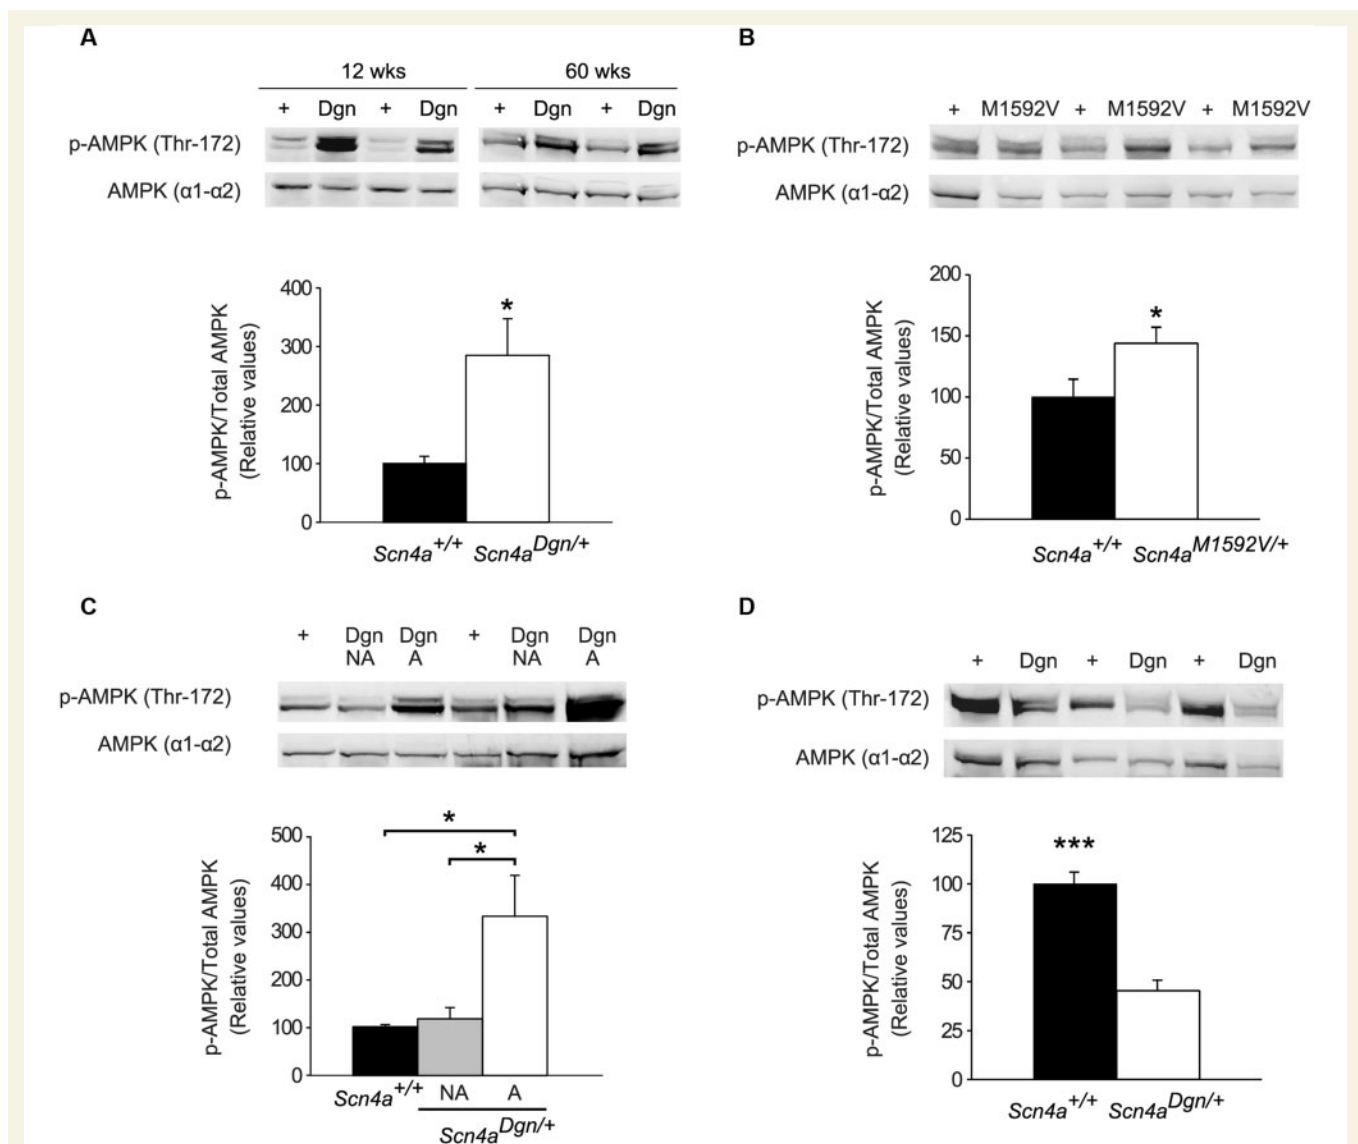 A
12 wks 60 wks
+ Dgn + Dgn + Dgn + Dgn
p-AMPK (Thr-172)
AMPK (α1-α2)
p-AMPK/Total AMPK
(Relative values)
400
300
200
100
0
*
Scn4a+/+ Scn4aDgn/+
B
+ M1592V + M1592V + M1592V
p-AMPK (Thr-172)
AMPK (α1-α2)
p-AMPK/Total AMPK
(Relative values)
200
150
100
50
0
*
Scn4a+/+ Scn4aM1592V/+
C
+ Dgn Dgn + Dgn Dgn
NA A NA A
p-AMPK (Thr-172)
AMPK (α1-α2)
p-AMPK/Total AMPK
(Relative values)
500
400
300
200
100
0
*
*
Scn4a+/+ NA A
Scn4aDgn/+
D
+ Dgn + Dgn + Dgn
p-AMPK (Thr-172)
AMPK (α1-α2)
p-AMPK/Total AMPK
(Relative values)
125
100
75
50
25
0
***
Scn4a+/+ Scn4aDgn/+